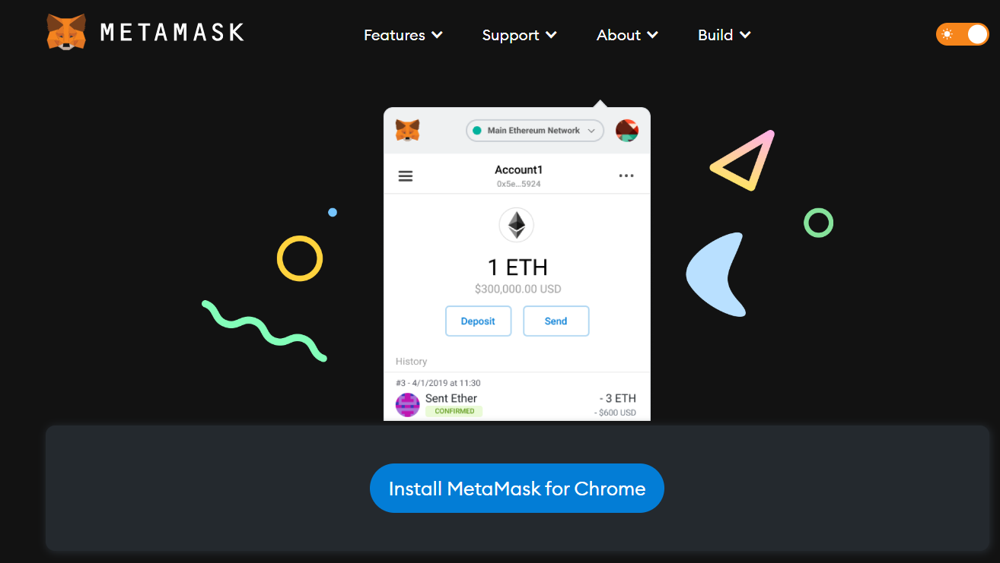 METAMASK
Features
Support
About
Build
Main Ethereum Network
Account1
0x5e...5924
1 ETH
$300,000.00 USD
Deposit
Send
History
#3 - 4/1/2019 at 11:30
Sent Ether
- 3 ETH
CONFIRMED
- $600 USD
Install MetaMask for Chrome